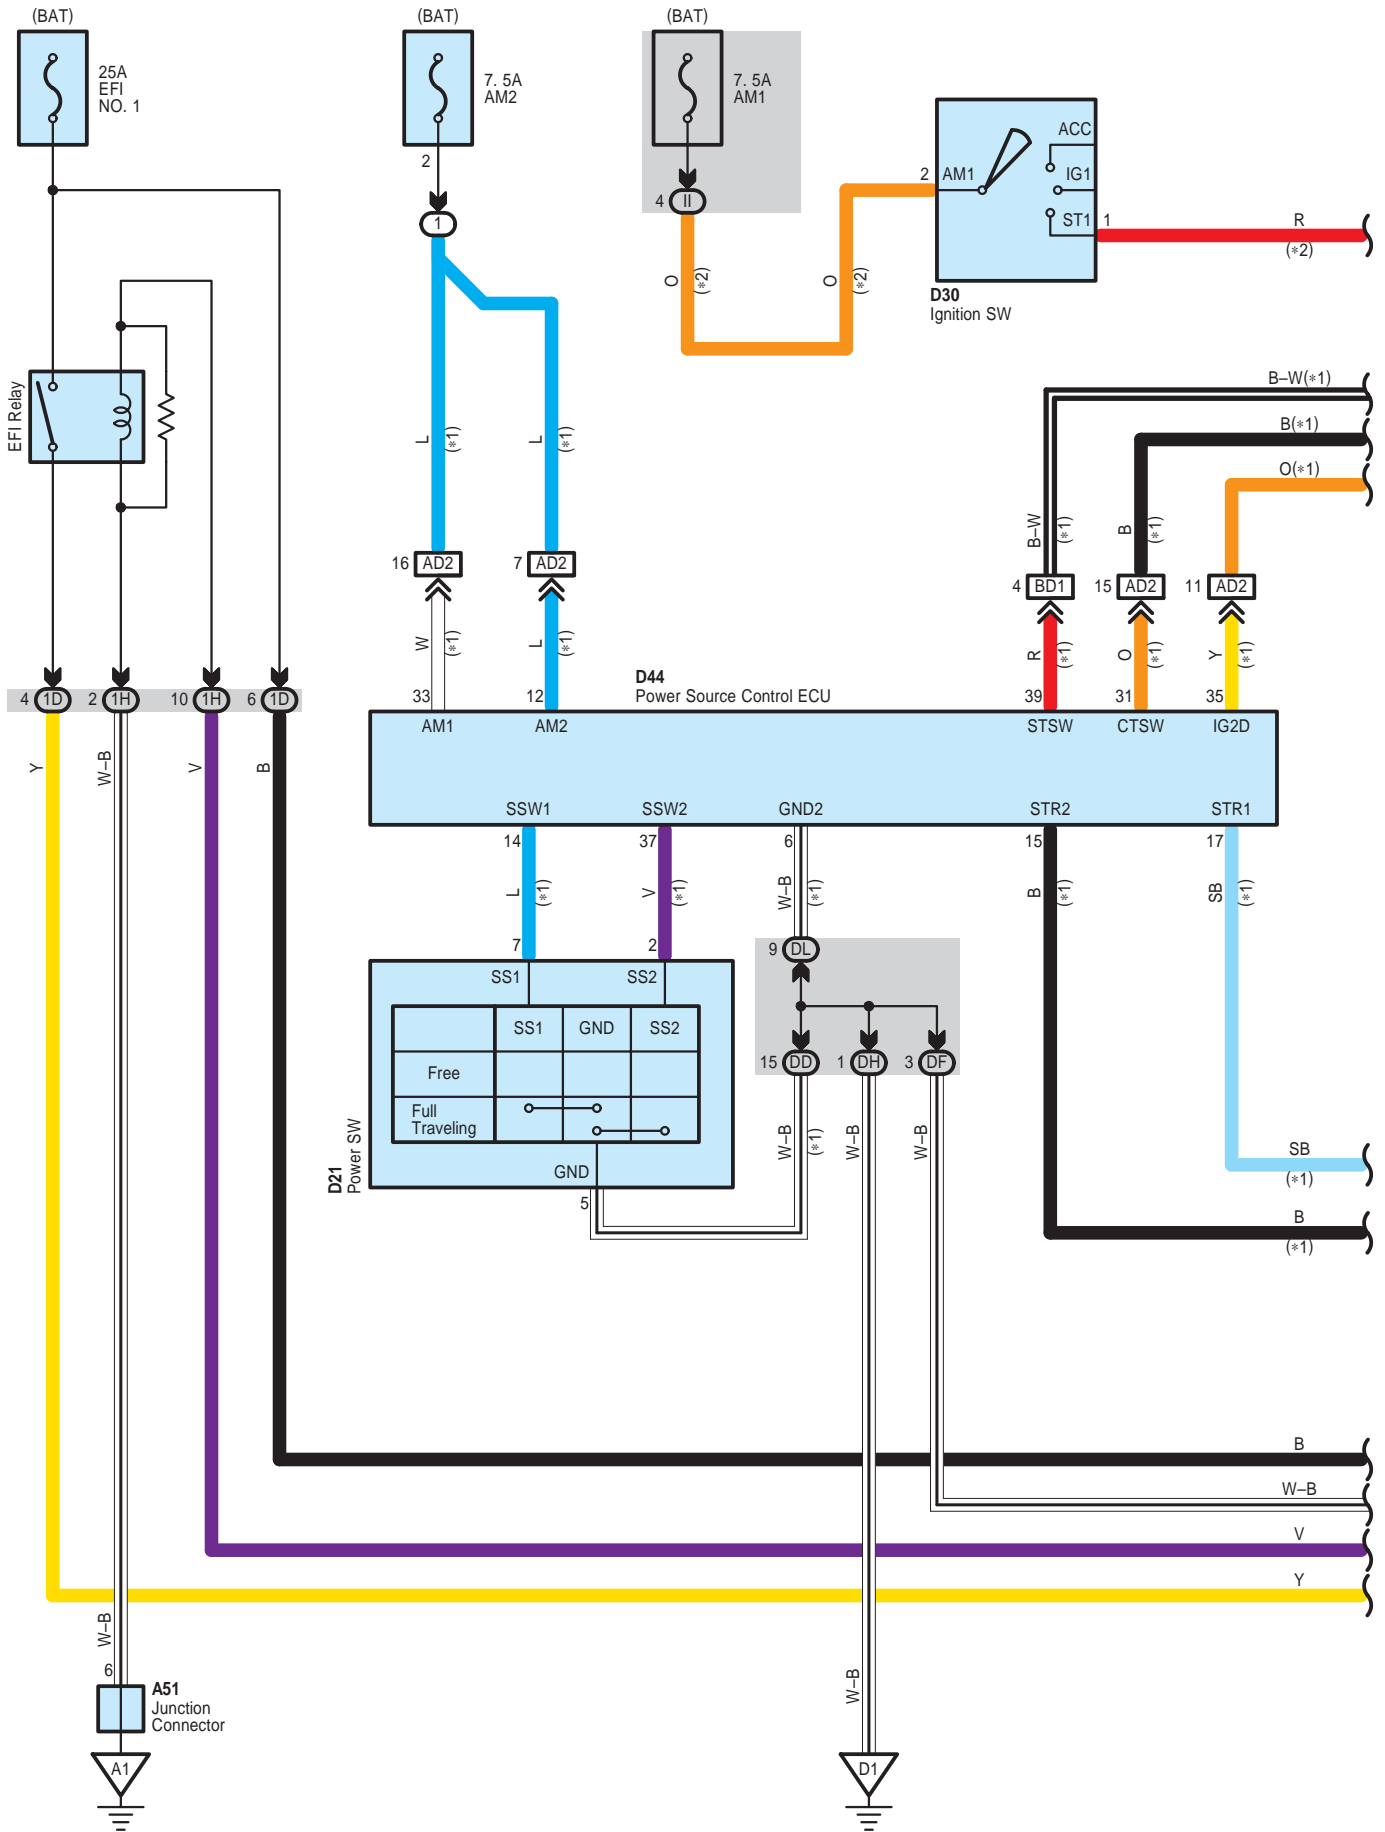 (BAT)
(BAT)
(BAT)
25A
EFI
NO. 1
7. 5A
AM2
7. 5A
AM1
2
1
4
II
2
AM1
ACC
IG1
ST1
1
R
(*2)
D30
Ignition SW
O
(*2)
O
(*2)
EFI Relay
B–W(*1)
B(*1)
O(*1)
L
(*1)
L
(*1)
B–W
(*1)
B
(*1)
16
AD2
7
AD2
4
BD1
15
AD2
11
AD2
W
(*1)
L
(*1)
R
(*1)
O
(*1)
Y
(*1)
D44
Power Source Control ECU
4
1D
2
1H
10
1H
6
1D
33
12
39
31
35
AM1
AM2
STSW
CTSW
IG2D
Y
W–B
V
B
SSW1
SSW2
GND2
STR2
STR1
14
37
6
15
17
L
(*1)
V
(*1)
W–B
(*1)
B
(*1)
SB
(*1)
7
2
9
DL
SS1
SS2
SS1
GND
SS2
15
DD
1
DH
3
DF
Free
Full
Traveling
W–B
(*1)
W–B
W–B
D21
Power SW
GND
5
SB
(*1)
B
(*1)
B
W–B
V
Y
W–B
6
A51
Junction
Connector
W–B
A1
D1